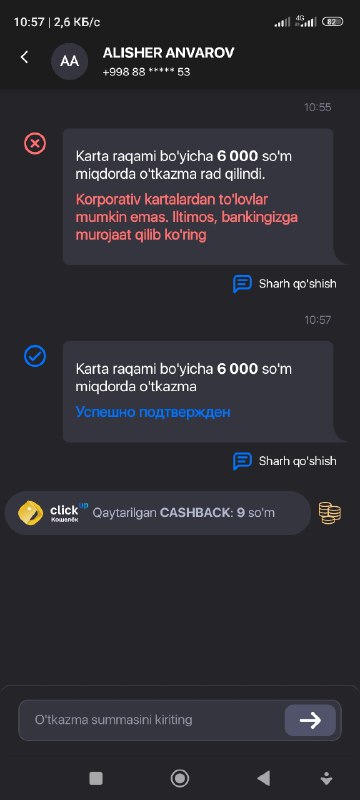 10:57 | 2,6 КБ/с
4G
82
AA
ALISHER ANVAROV
+998 88 ***** 53
10:55
Karta raqami bo'yicha 6 000 so'm
miqdorda o'tkazma rad qilindi.
Korporativ kartalardan to'lovlar
mumkin emas. Iltimos, bankingizga
murojaat qilib ko'ring
Sharh qo'shish
10:57
Karta raqami bo'yicha 6 000 so'm
miqdorda o'tkazma
Успешно подтвержден
Sharh qo'shish
click up
Кошелёк
Qaytarilgan CASHBACK: 9 so'm
O'tkazma summasini kiriting